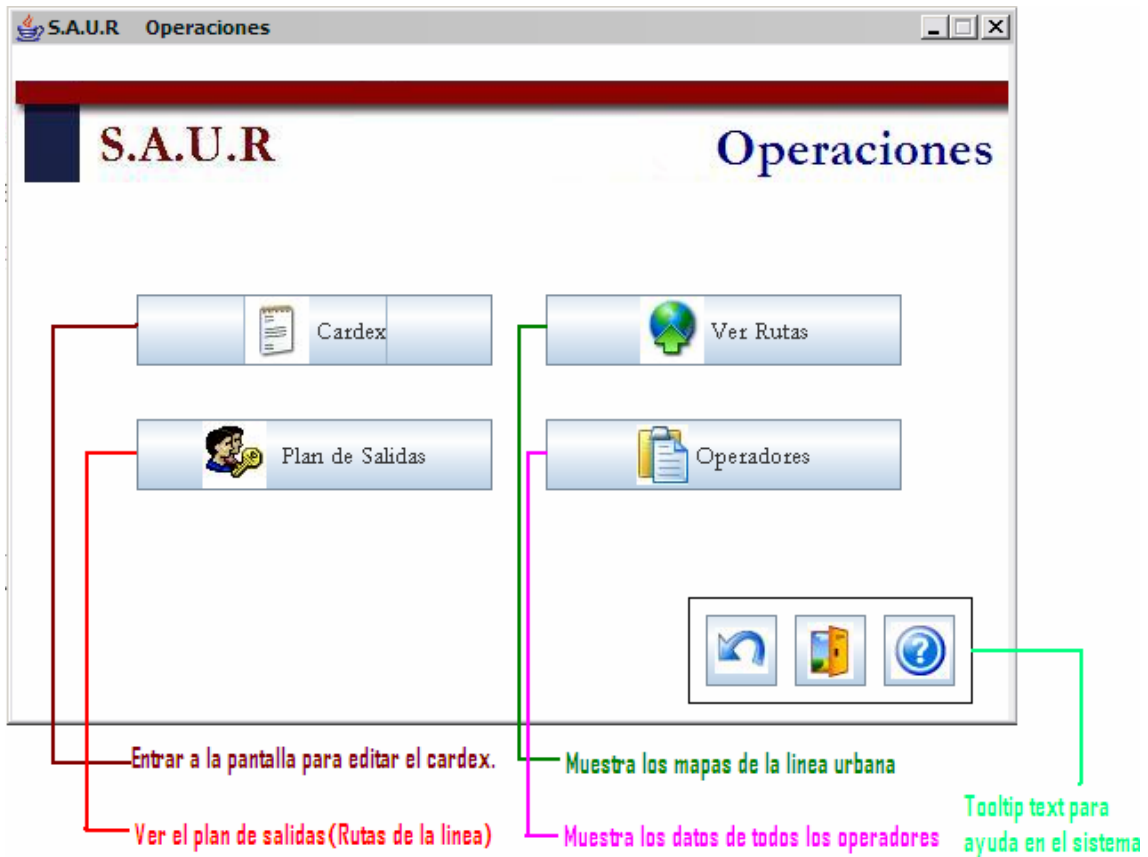 S.A.U.R Operaciones
S.A.U.R
Operaciones
Cardex
Ver Rutas
Plan de Salidas
Operadores
Entrar a la pantalla para editar el cardex.
Muestra los mapas de la linea urbana
Ver el plan de salidas(Rutas de la linea)
Muestra los datos de todos los operadores
Tooltip text para
ayuda en el sistema